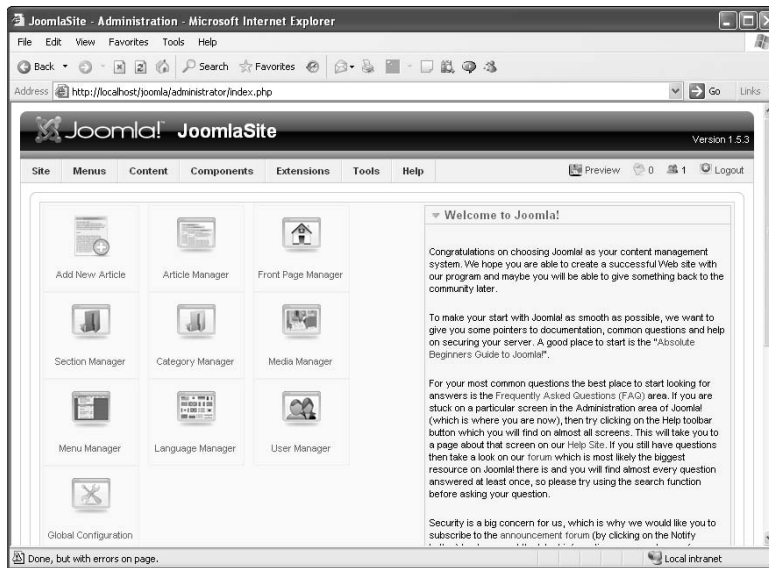 JoomlaSite - Administration - Microsoft Internet Explorer
File Edit View Favorites Tools Help
Back Search Favorites
Address http://localhost/joomla/administrator/index.php Go Links
Joomla! JoomlaSite
Version 1.5.3
Site Menus Content Components Extensions Tools Help Preview 0 1 Logout
Add New Article Article Manager Front Page Manager
Section Manager Category Manager Media Manager
Menu Manager Language Manager User Manager
Global Configuration
Welcome to Joomla!
Congratulations on choosing Joomla! as your content management
system. We hope you are able to create a successful Web site with
our program and maybe you will be able to give something back to the
community later.
To make your start with Joomla! as smooth as possible, we want to
give you some pointers to documentation, common questions and help
on securing your server. A good place to start is the "Absolute
Beginners Guide to Joomla!".
For your most common questions the best place to start looking for
answers is the Frequently Asked Questions (FAQ) area. If you are
stuck on a particular screen in the Administration area of Joomla!
(which is where you are now), then try clicking on the Help toolbar
button which you will find on almost all screens. This will take you to
a page about that screen on our Help Site. If you still have questions
then take a look on our forum which is most likely the biggest
resource on Joomla! there is and you will find almost every question
answered at least once, so please try using the search function
before asking your question.
Security is a big concern for us, which is why we would like you to
subscribe to the announcement forum (by clicking on the Notify
Done, but with errors on page. Local intranet